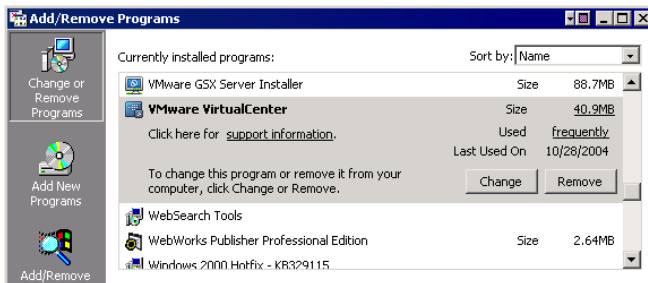 Add/Remove Programs
Change or
Remove
Programs
Add New
Programs
Add/Remove
Currently installed programs:
Sort by: Name
VMware GSX Server Installer Size 88.7MB
VMware VirtualCenter Size 40.9MB
Click here for support information. Used frequently
Last Used On 10/28/2004
To change this program or remove it from your
computer, click Change or Remove.
Change Remove
WebSearch Tools
WebWorks Publisher Professional Edition Size 2.64MB
Windows 2000 Hotfix - KB329115